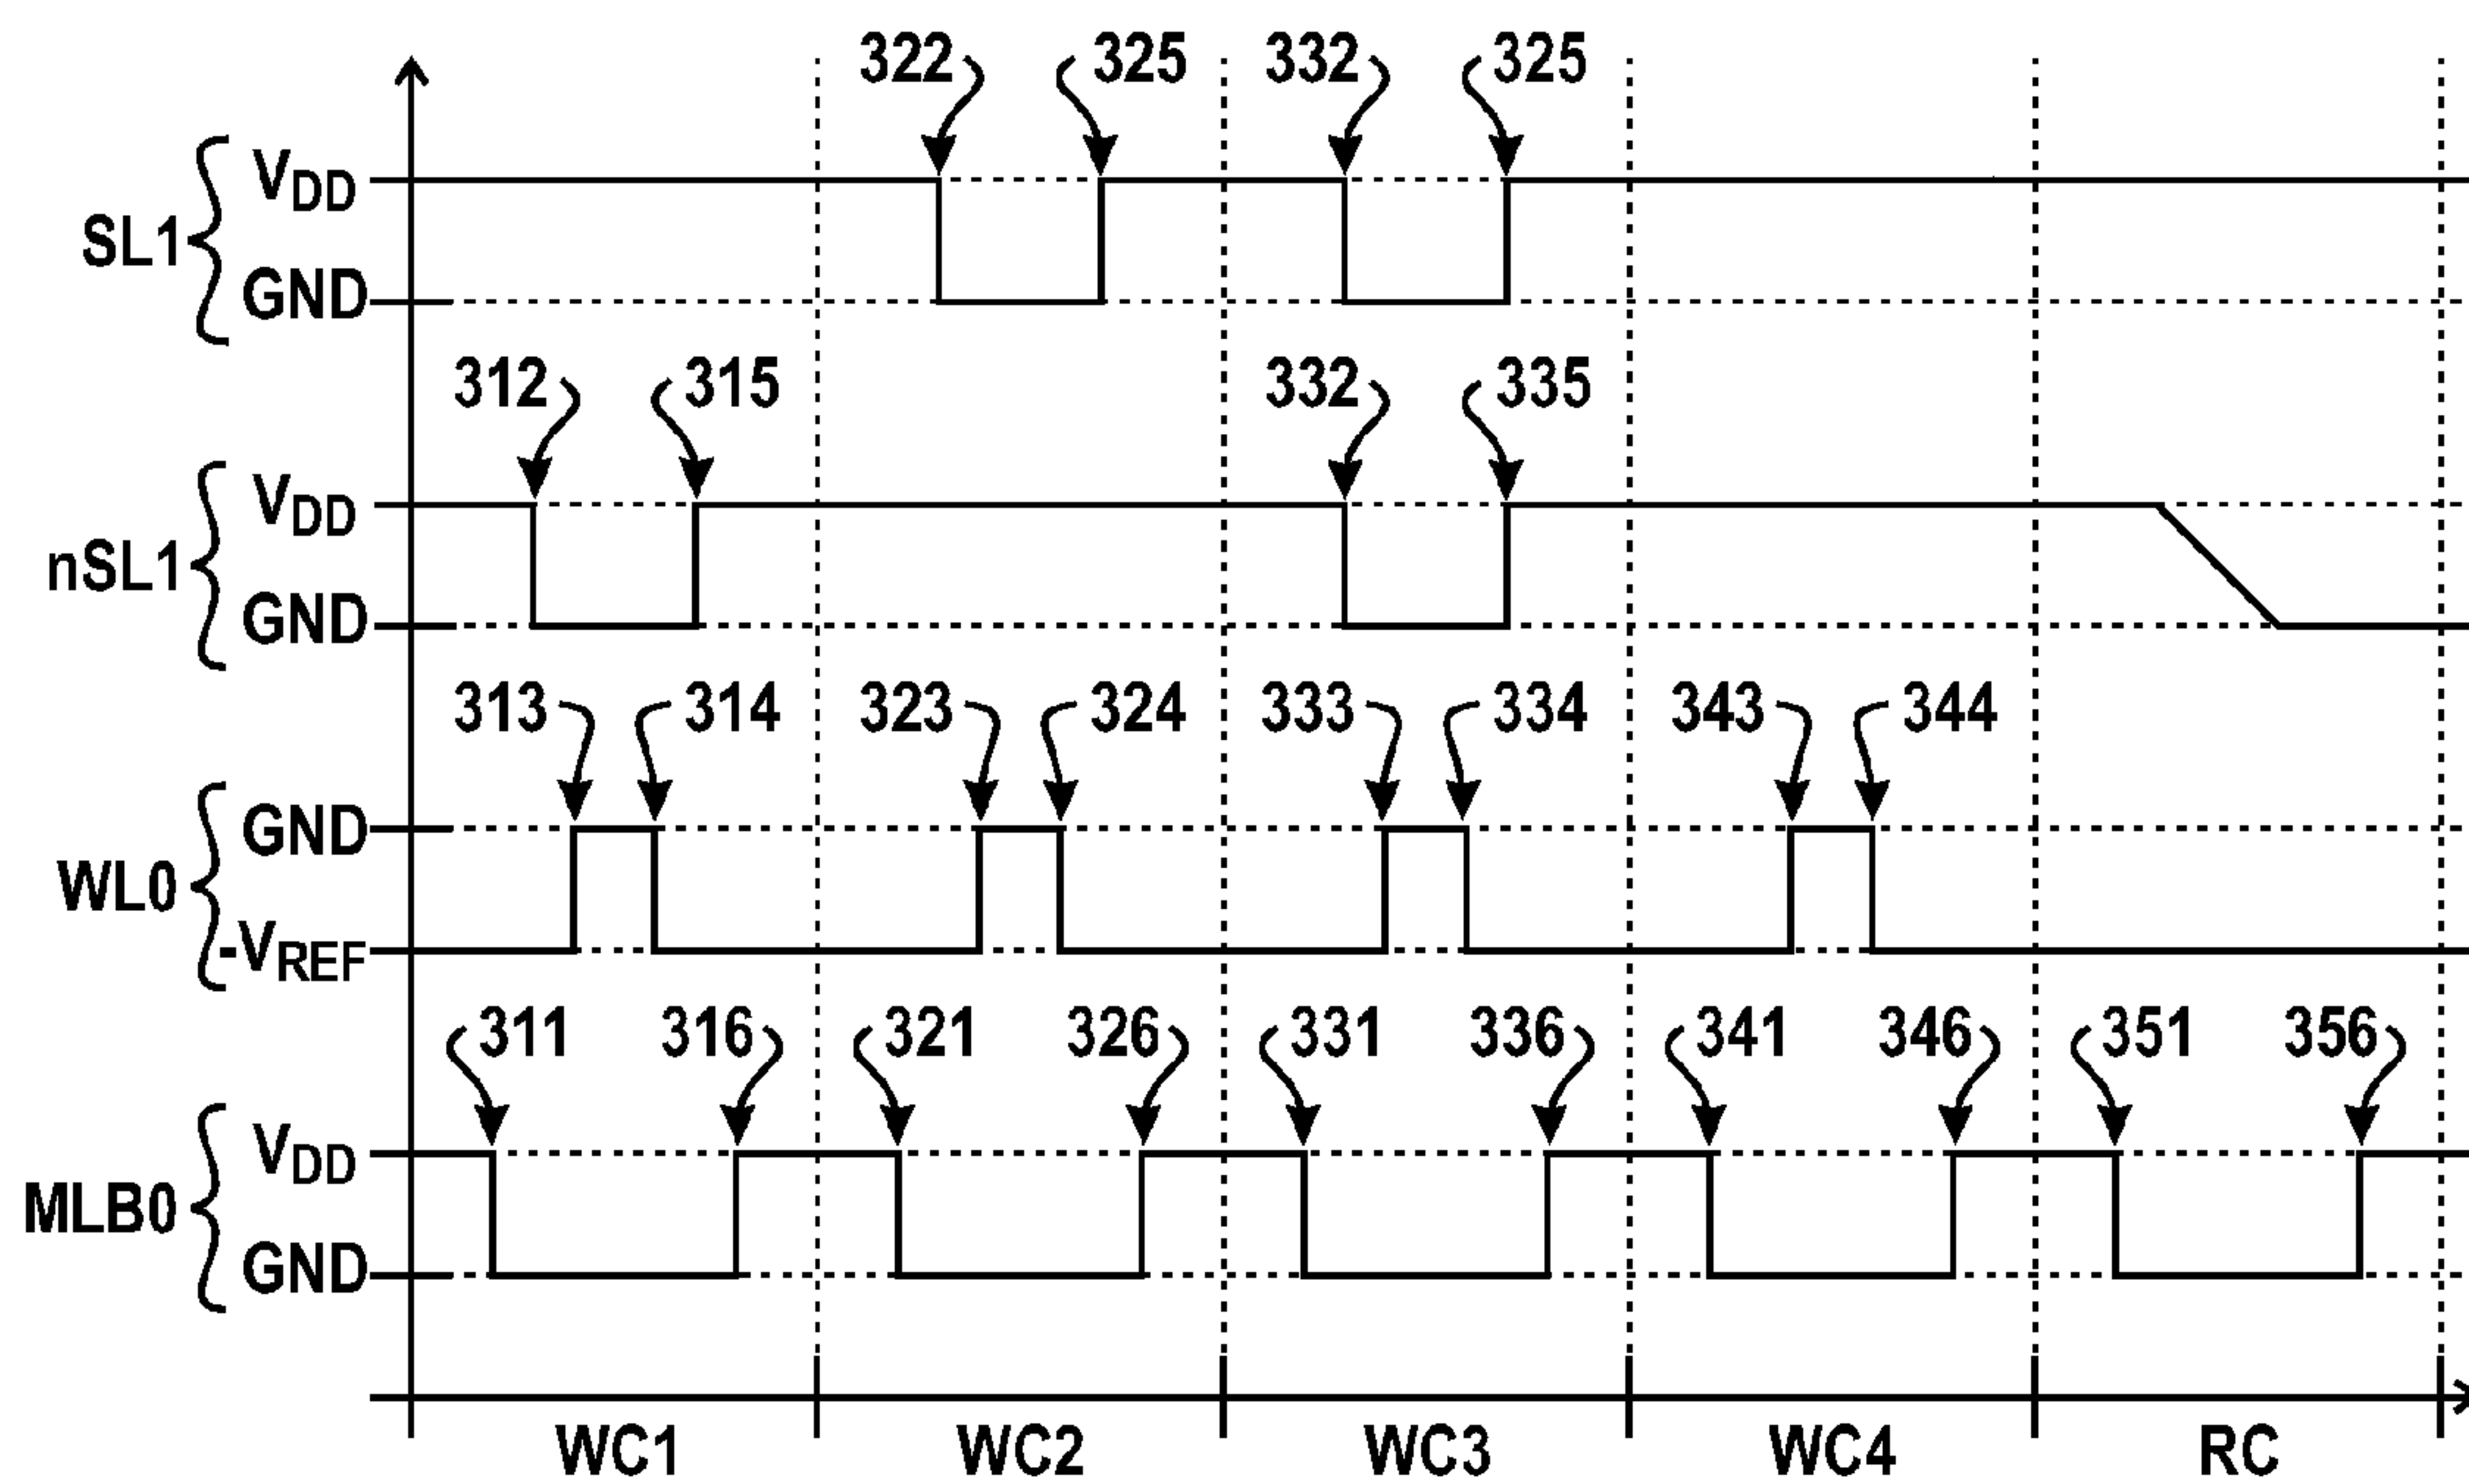 322 325 332 325
VDD
SL1
GND
312 315 332 335
VDD
nSL1
GND
313 314 323 324 333 334 343 344
GND
WL0
-VREF
311 316 321 326 331 336 341 346 351 356
VDD
MLB0
GND
WC1 WC2 WC3 WC4 RC